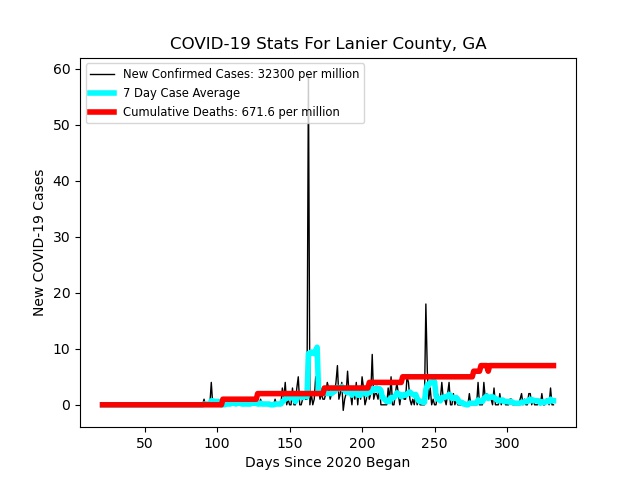 COVID-19 Stats For Lanier County, GA
New Confirmed Cases: 32300 per million
7 Day Case Average
Cumulative Deaths: 671.6 per million
New COVID-19 Cases
60
50
40
30
20
10
0
50 100 150 200 250 300
Days Since 2020 Began